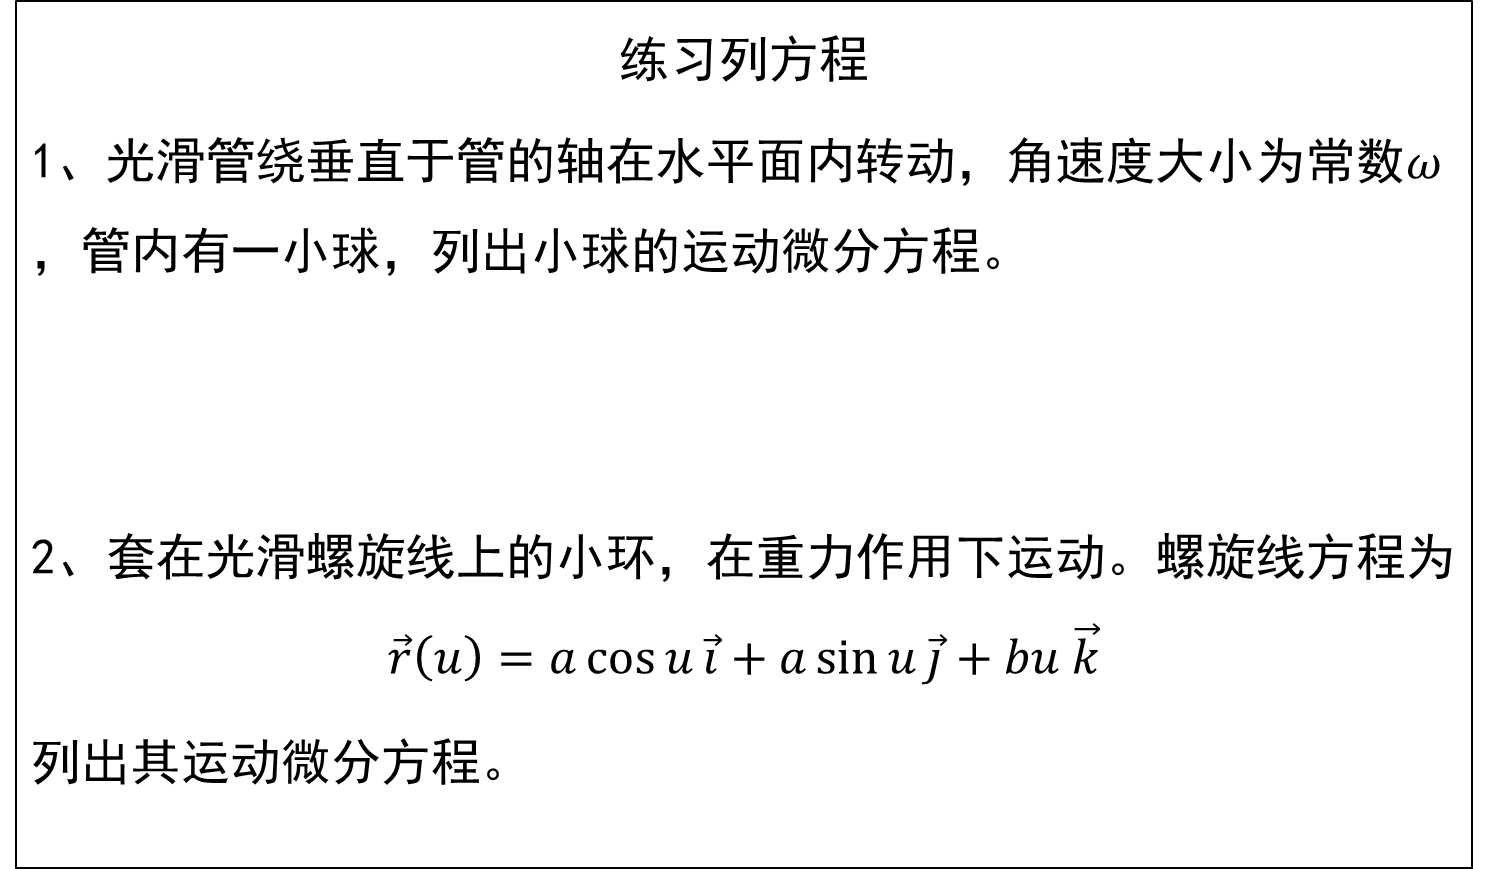 练习列方程
1、光滑管绕垂直于管的轴在水平面内转动，角速度大小为常数ω
，管内有一小球，列出小球的运动微分方程。
2、套在光滑螺旋线上的小环，在重力作用下运动。螺旋线方程为
r⃗(u) = a cos u i⃗ + a sin u j⃗ + bu k⃗
列出其运动微分方程。